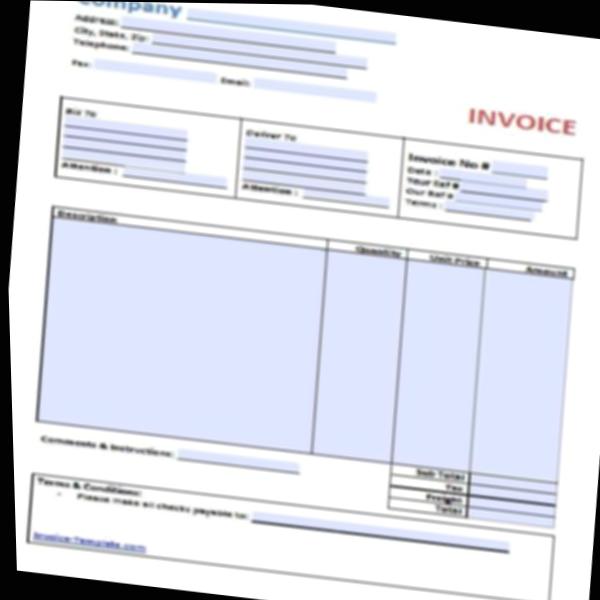 Company
Address:
City, State, Zip:
Telephone:
Fax: Email:
INVOICE
Bill To
Attention :
Deliver To
Attention :
Invoice No #
Date :
Your Ref #
Our Ref #
Terms :
Description Quantity Unit Price Amount
Comments & Instructions:
Sub Total
Tax
Freight
Total
Terms & Conditions:
- Please make all checks payable to:
Invoice-Template.com